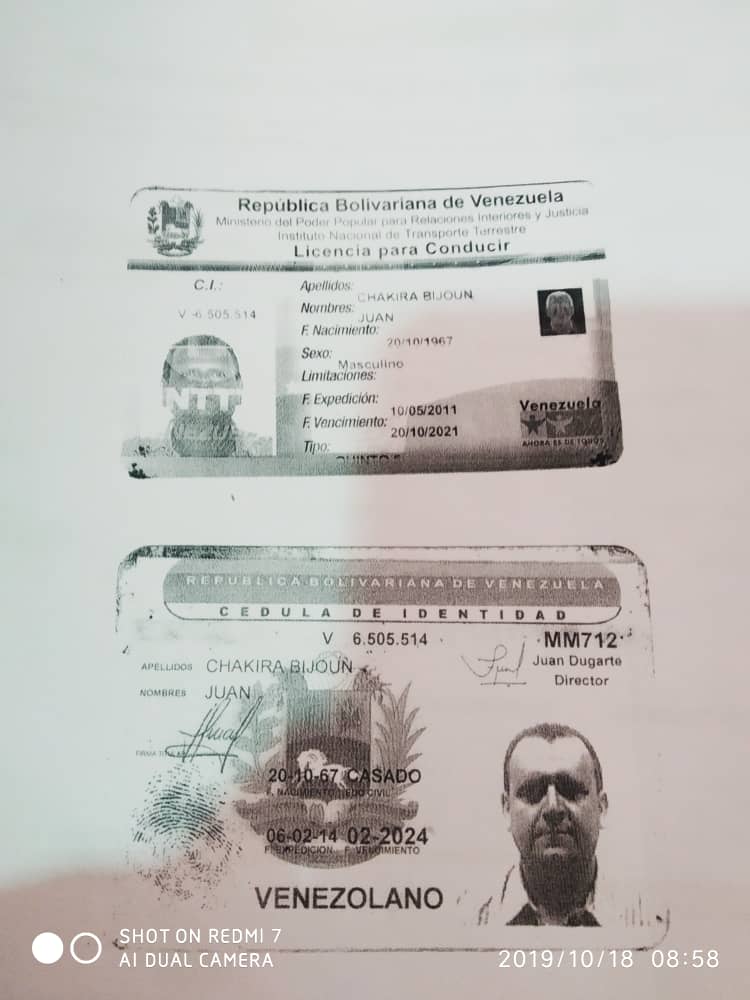 República Bolivariana de Venezuela
Ministerio del Poder Popular para Relaciones Interiores y Justicia
Instituto Nacional de Transporte Terrestre
Licencia para Conducir
C.I.:
V -6.505.514
Apellidos:
CHAKIRA BIJOUN
Nombres:
JUAN
F. Nacimiento:
20/10/1967
Sexo:
Masculino
Limitaciones:
F. Expedición:
10/05/2011
F. Vencimiento:
20/10/2021
Tipo:
QUINTO
INTT
Venezuela
AHORA ES DE TODOS
REPUBLICA BOLIVARIANA DE VENEZUELA
CEDULA DE IDENTIDAD
V 6.505.514
MM712
Juan Dugarte
Director
APELLIDOS CHAKIRA BIJOUN
NOMBRES JUAN
20-10-67 CASADO
F. NACIMIENTO EDO CIVIL
06-02-14 02-2024
F. EXPEDICION F. VENCIMIENTO
VENEZOLANO
SHOT ON REDMI 7
AI DUAL CAMERA
2019/10/18 08:58